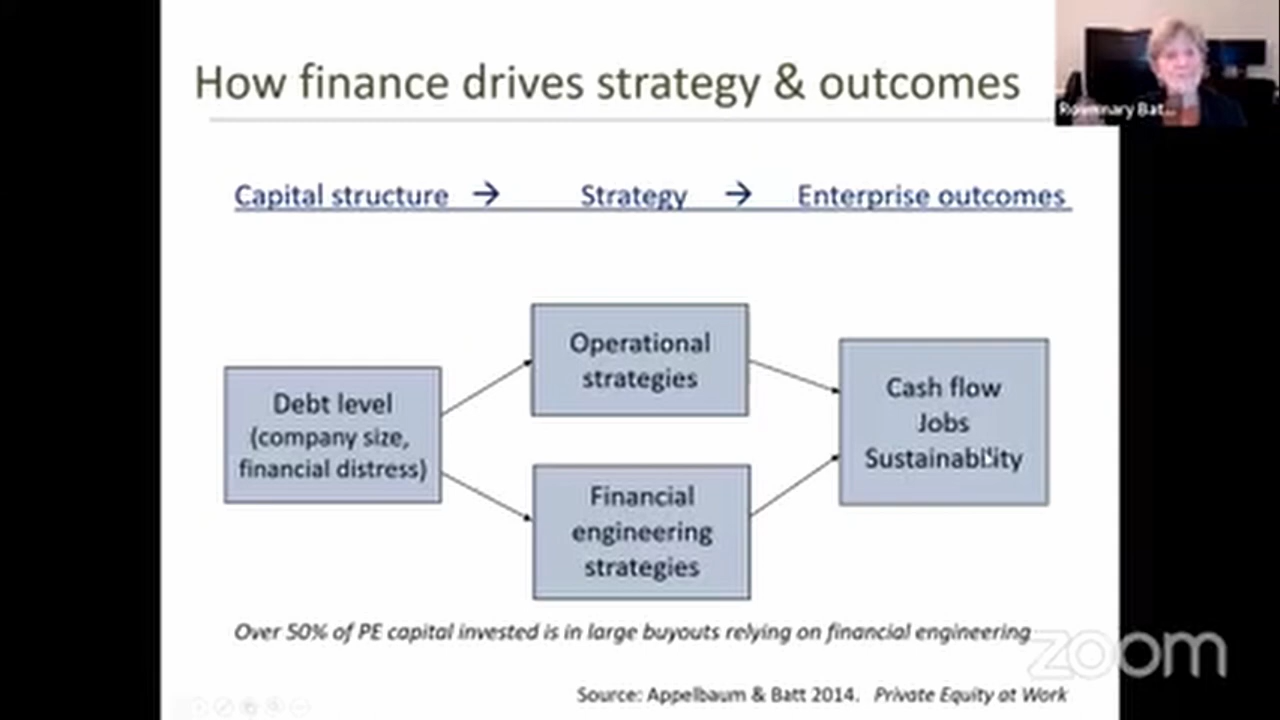 How finance drives strategy & outcomes
Rosemary Bat...
Capital structure → Strategy → Enterprise outcomes
Operational
strategies
Debt level
(company size,
financial distress)
Cash flow
Jobs
Sustainability
Financial
engineering
strategies
Over 50% of PE capital invested is in large buyouts relying on financial engineering
zoom
Source: Appelbaum & Batt 2014. Private Equity at Work